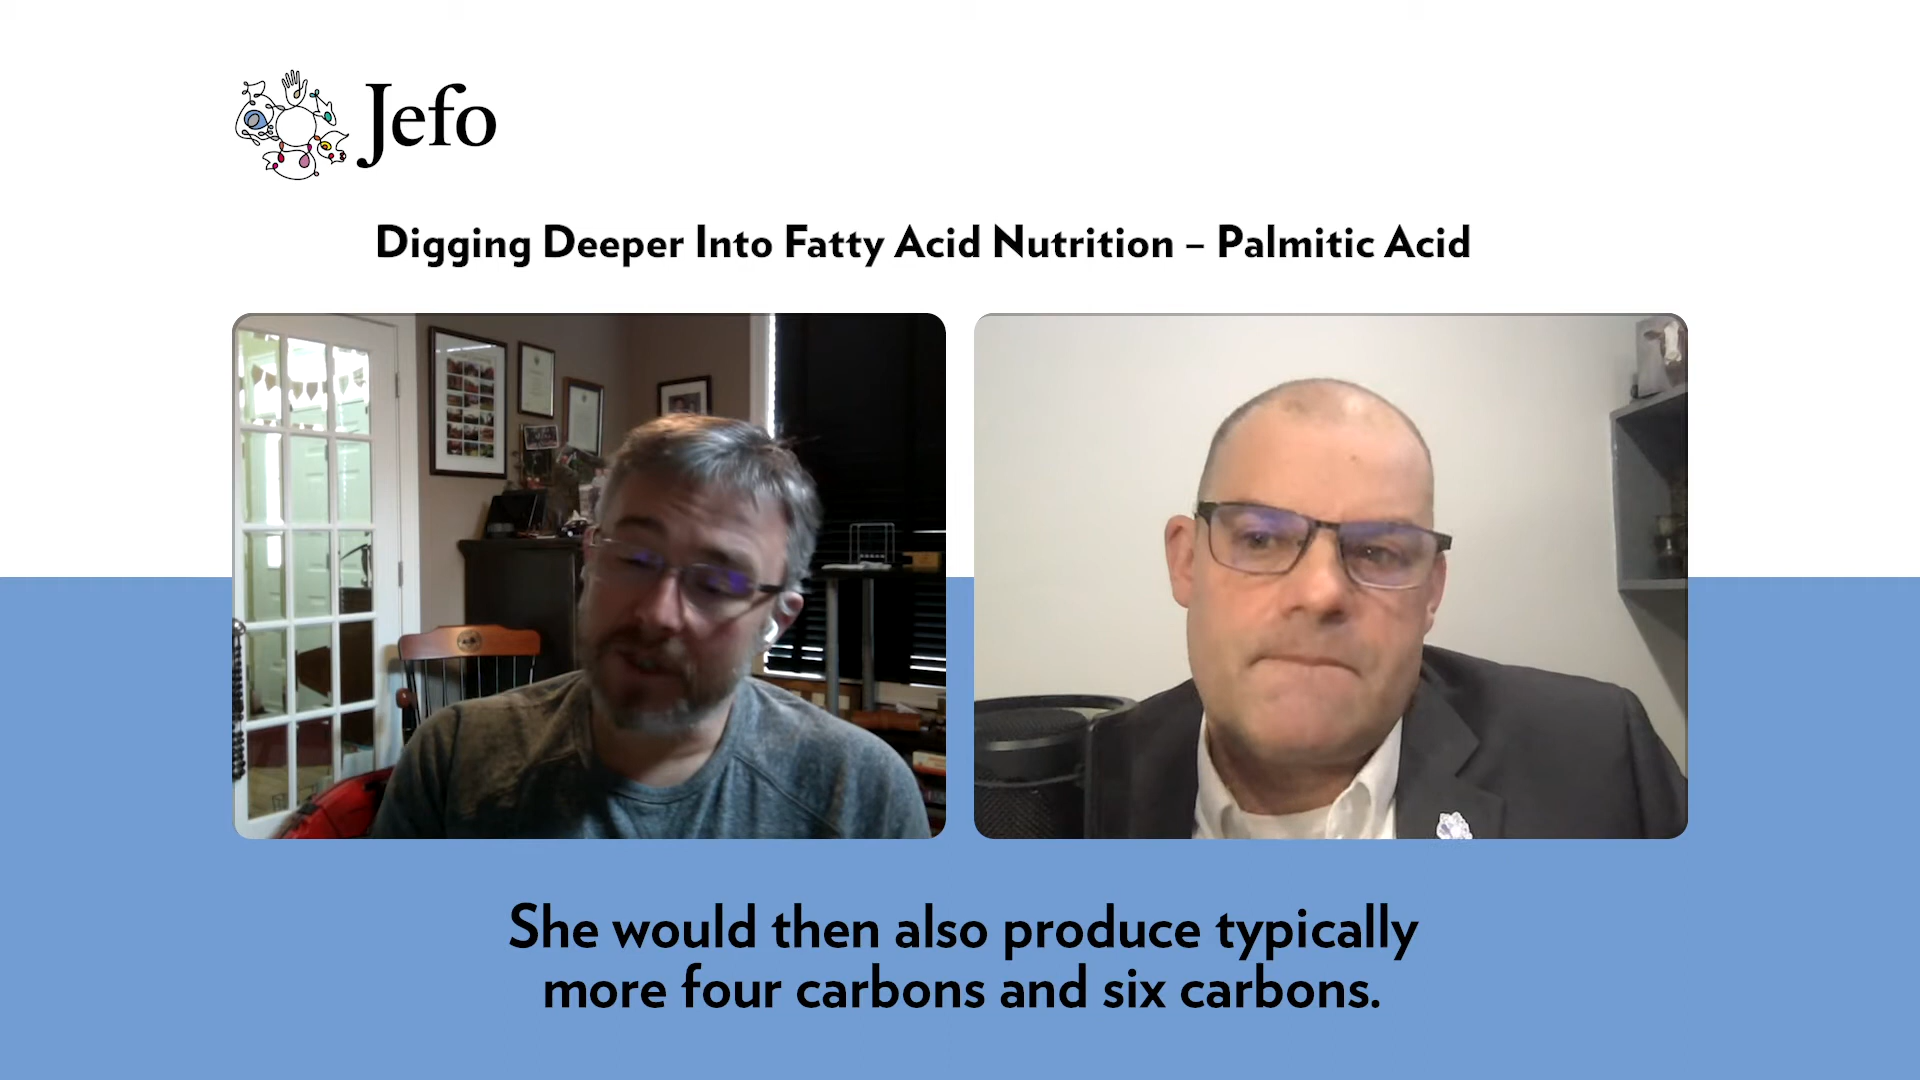 Jefo
Digging Deeper Into Fatty Acid Nutrition – Palmitic Acid
She would then also produce typically
more four carbons and six carbons.